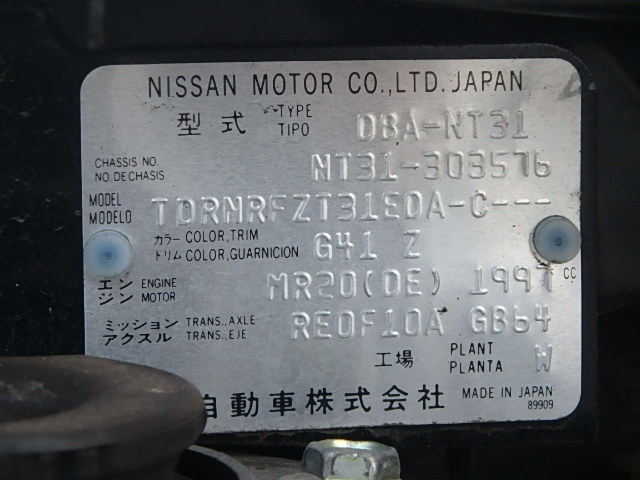 NISSAN MOTOR CO., LTD. JAPAN
型式 TYPE TIPO DBA-NT31
CHASSIS NO. NO. DE CHASIS NT31-303576
MODEL MODELO TDRNRFZT31EDA-C---
カラー COLOR, TRIM トリム COLOR, GUARNICION G41 Z
エンジン ENGINE MOTOR MR20(DE) 1997 CC
ミッション TRANS., AXLE アクスル TRANS., EJE RE0F10A GB64
工場 PLANT PLANTA W
自動車株式会社 MADE IN JAPAN
89909